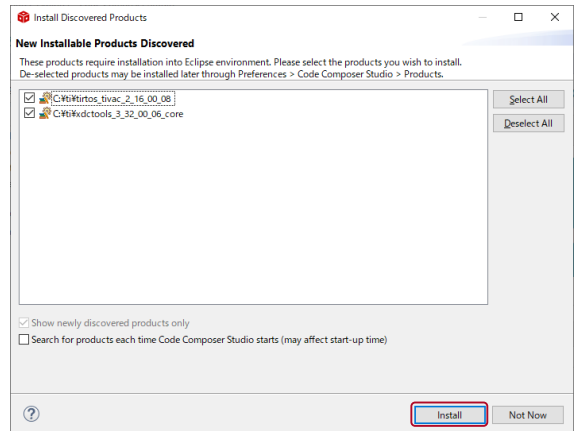 Install Discovered Products
New Installable Products Discovered
These products require installation into Eclipse environment. Please select the products you wish to install.
De-selected products may be installed later through Preferences > Code Composer Studio > Products.
C:¥ti¥tirtos_tivac_2_16_00_08
C:¥ti¥xdctools_3_32_00_06_core
Select All
Deselect All
Show newly discovered products only
Search for products each time Code Composer Studio starts (may affect start-up time)
Install
Not Now